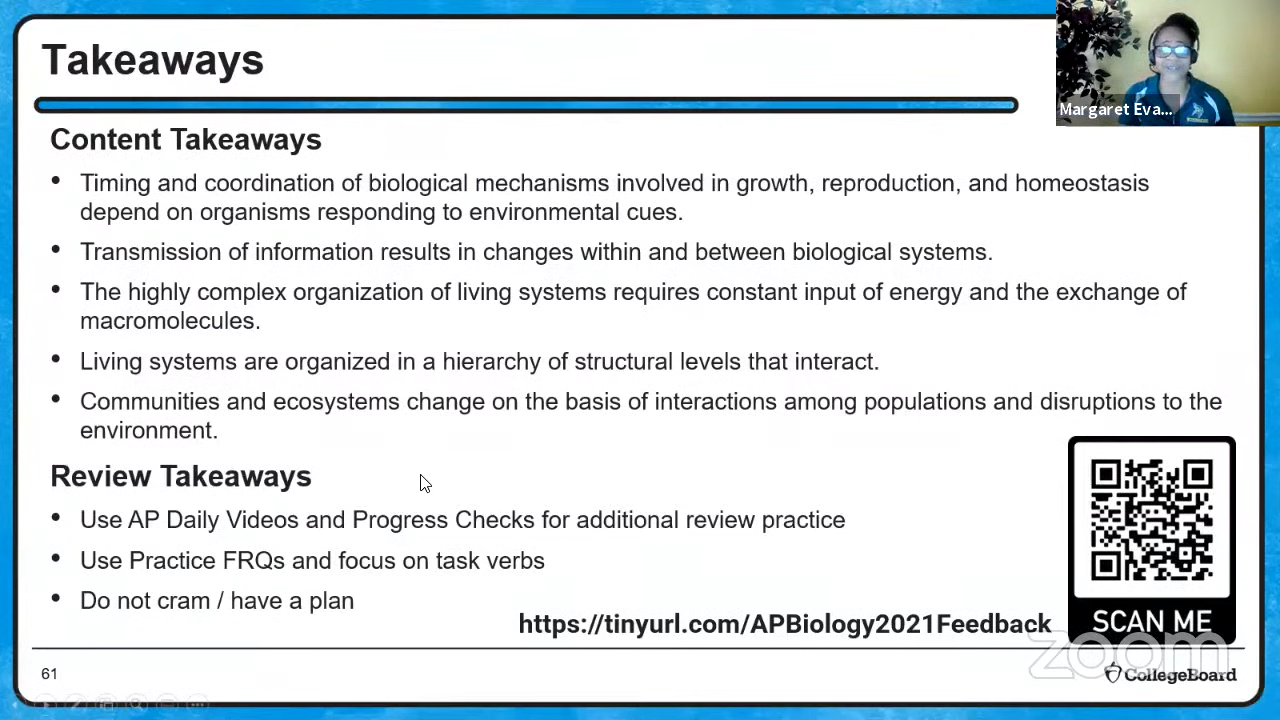 Takeaways
Margaret Eva...
Content Takeaways
• Timing and coordination of biological mechanisms involved in growth, reproduction, and homeostasis
depend on organisms responding to environmental cues.
• Transmission of information results in changes within and between biological systems.
• The highly complex organization of living systems requires constant input of energy and the exchange of
macromolecules.
• Living systems are organized in a hierarchy of structural levels that interact.
• Communities and ecosystems change on the basis of interactions among populations and disruptions to the
environment.
Review Takeaways
• Use AP Daily Videos and Progress Checks for additional review practice
• Use Practice FRQs and focus on task verbs
• Do not cram / have a plan
https://tinyurl.com/APBiology2021Feedback
SCAN ME
zoom
61
CollegeBoard